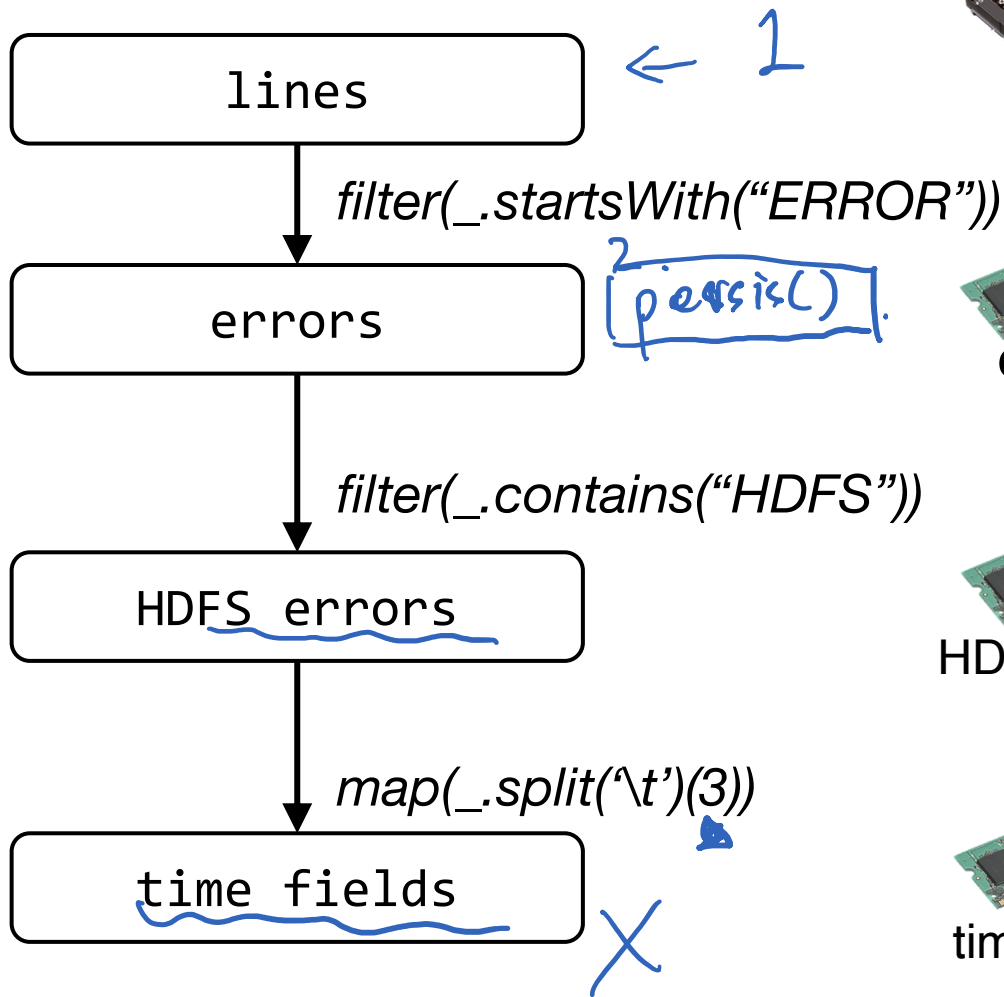 lines
← 1
filter(_.startsWith(“ERROR”))
2
persis()
errors
filter(_.contains(“HDFS”))
HDFS errors
HD
map(_.split(‘\t’)(3))
time fields
X
tim